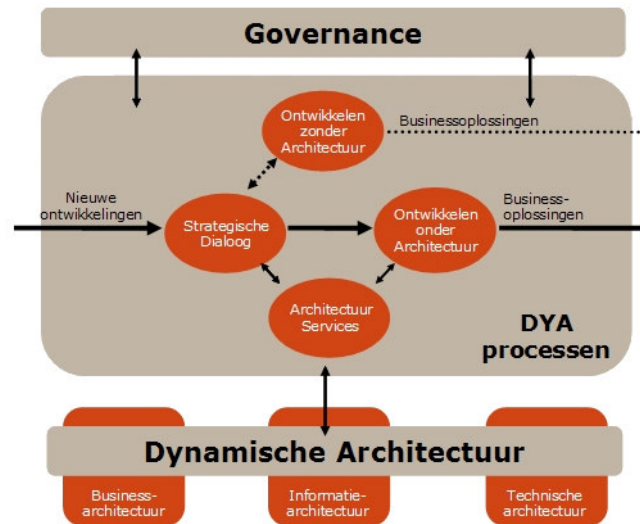 Governance
Ontwikkelen
zonder
Architectuur
Businessoplossingen
Nieuwe
ontwikkelingen
Strategische
Dialoog
Ontwikkelen
onder
Architectuur
Business-
oplossingen
Architectuur
Services
DYA
processen
Dynamische Architectuur
Business-
architectuur
Informatie-
architectuur
Technische
architectuur